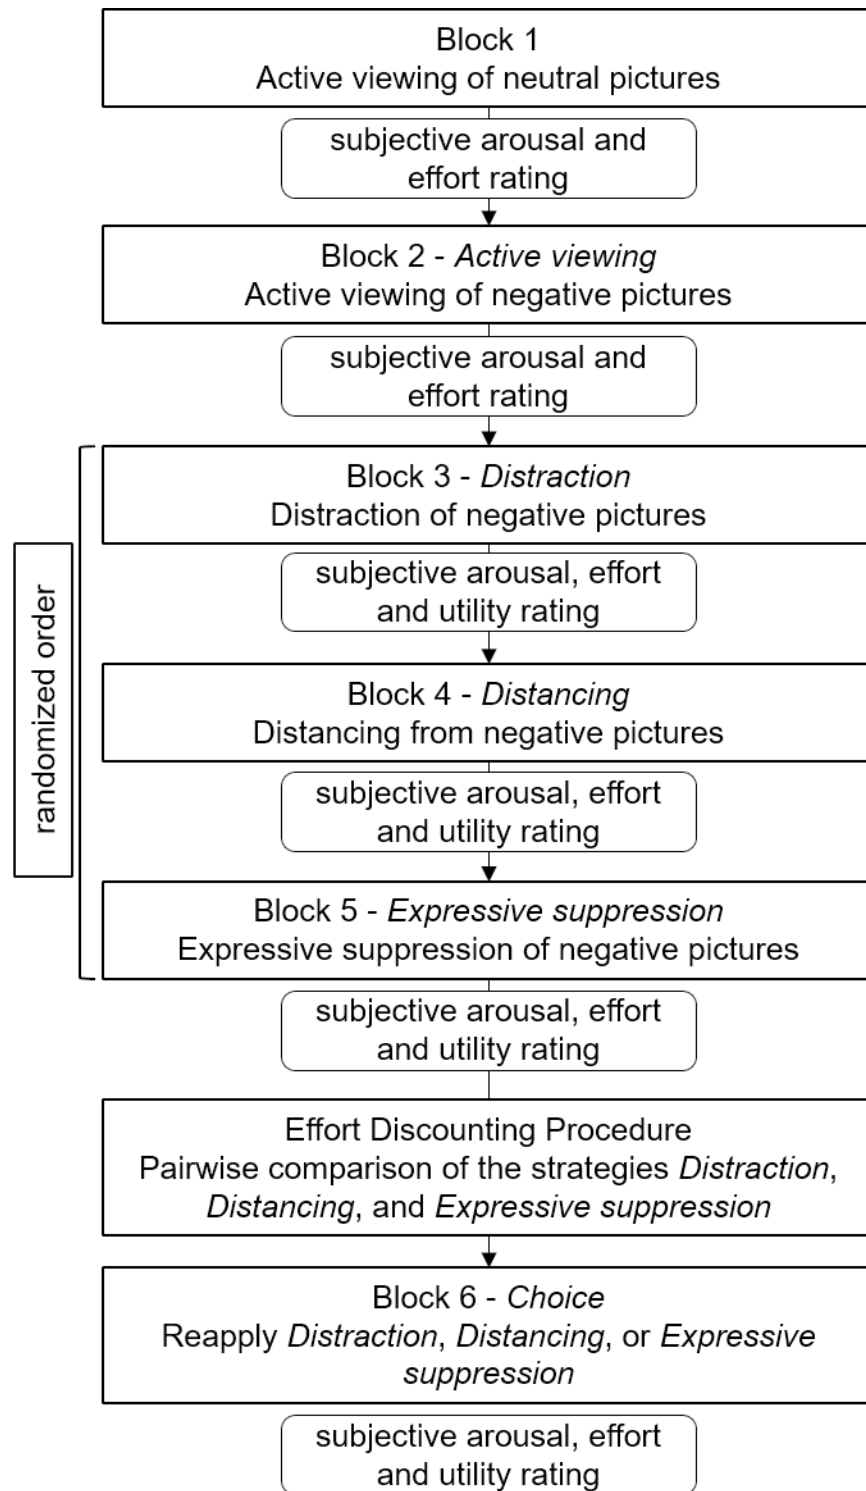 Block 1
Active viewing of neutral pictures
subjective arousal and
effort rating
Block 2 - Active viewing
Active viewing of negative pictures
subjective arousal and
effort rating
randomized order
Block 3 - Distraction
Distraction of negative pictures
subjective arousal, effort
and utility rating
Block 4 - Distancing
Distancing from negative pictures
subjective arousal, effort
and utility rating
Block 5 - Expressive suppression
Expressive suppression of negative pictures
subjective arousal, effort
and utility rating
Effort Discounting Procedure
Pairwise comparison of the strategies Distraction,
Distancing, and Expressive suppression
Block 6 - Choice
Reapply Distraction, Distancing, or Expressive
suppression
subjective arousal, effort
and utility rating